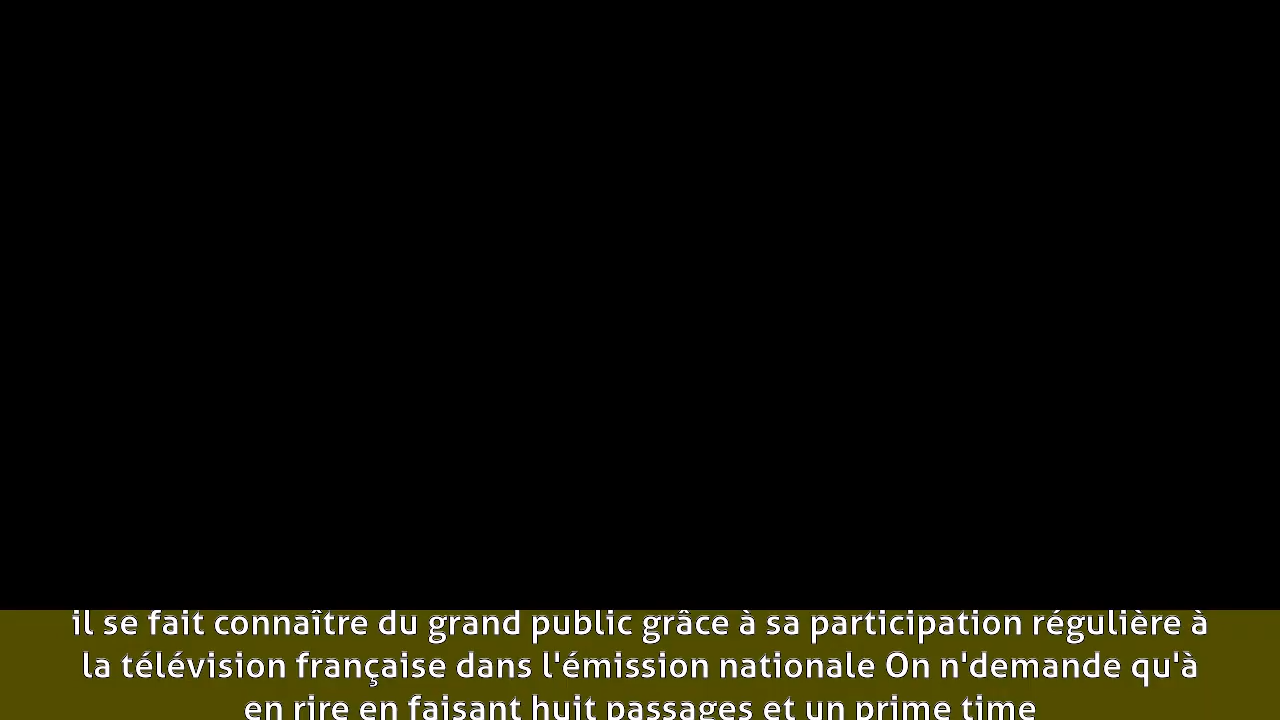 il se fait connaître du grand public grâce à sa participation régulière à
la télévision française dans l'émission nationale On n'demande qu'à
en rire en faisant huit passages et un prime time